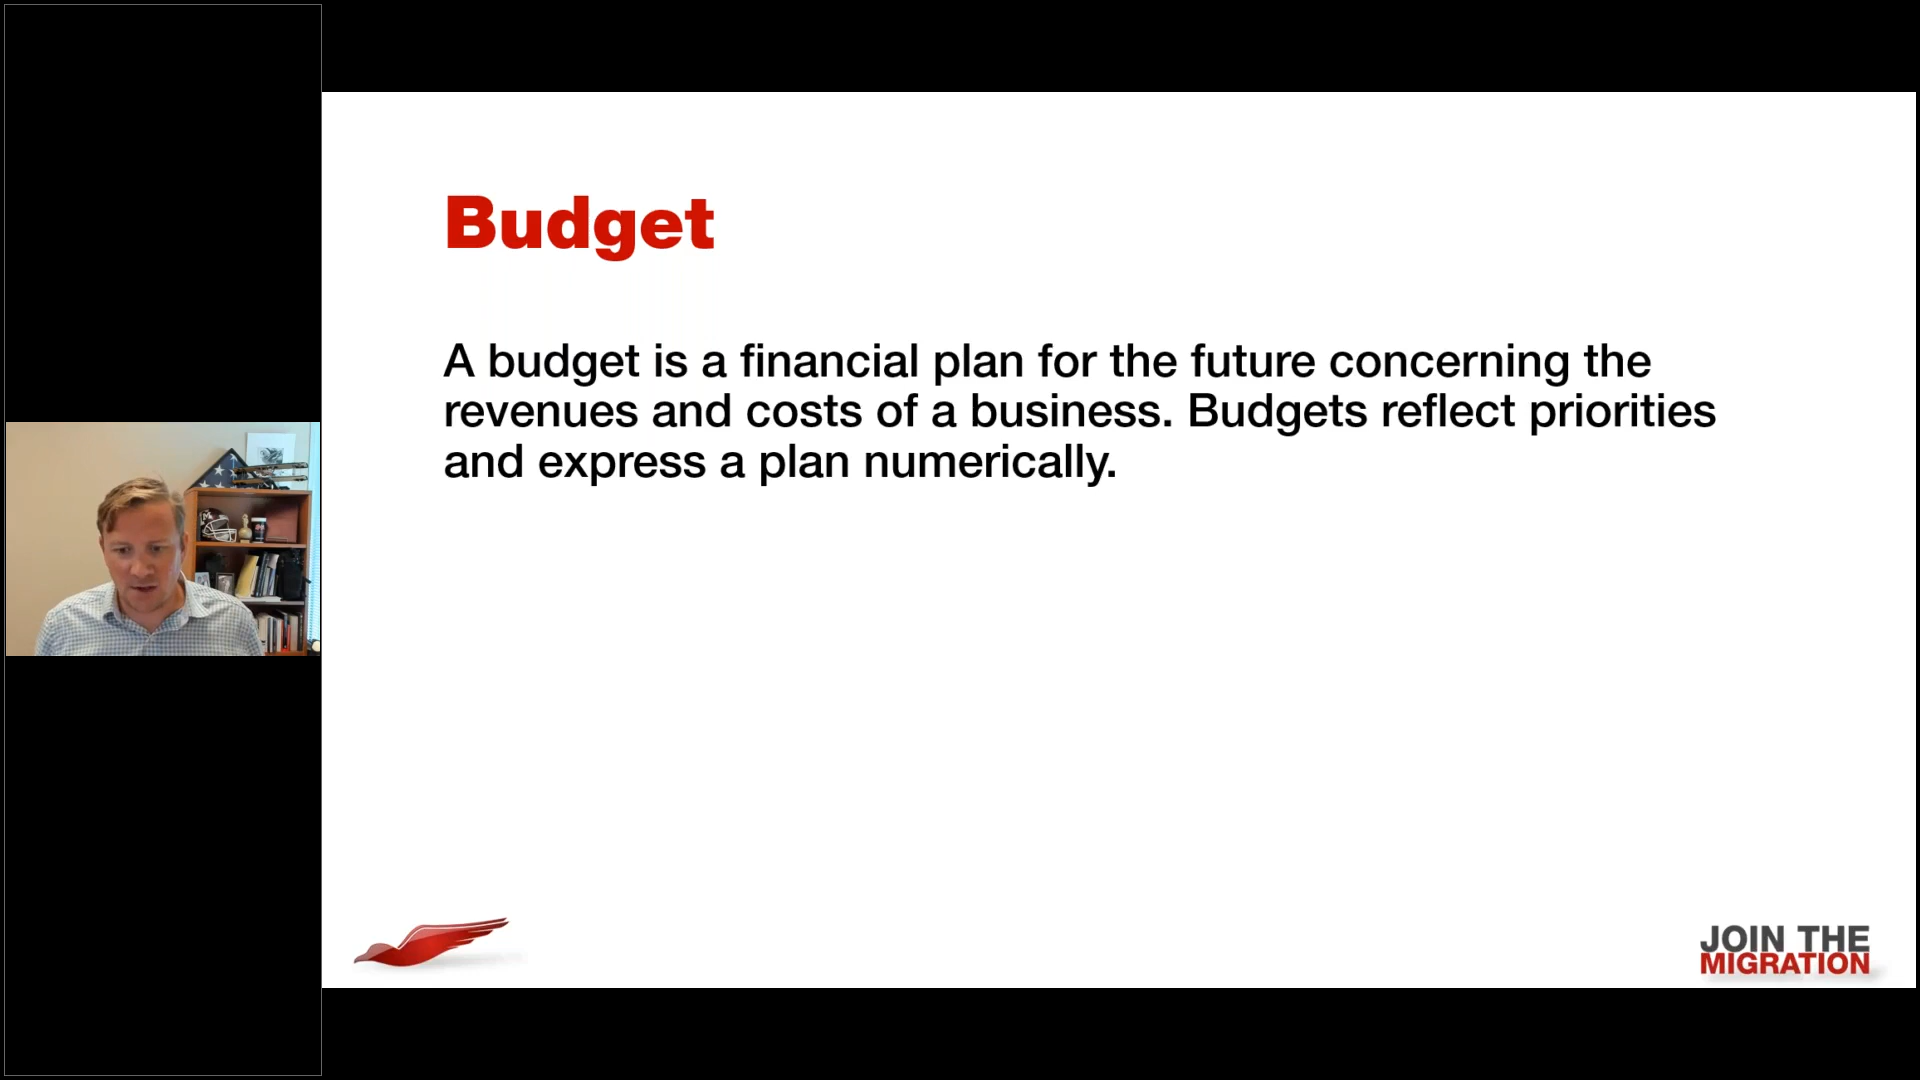 Budget
A budget is a financial plan for the future concerning the
revenues and costs of a business. Budgets reflect priorities
and express a plan numerically.
JOIN THE
MIGRATION